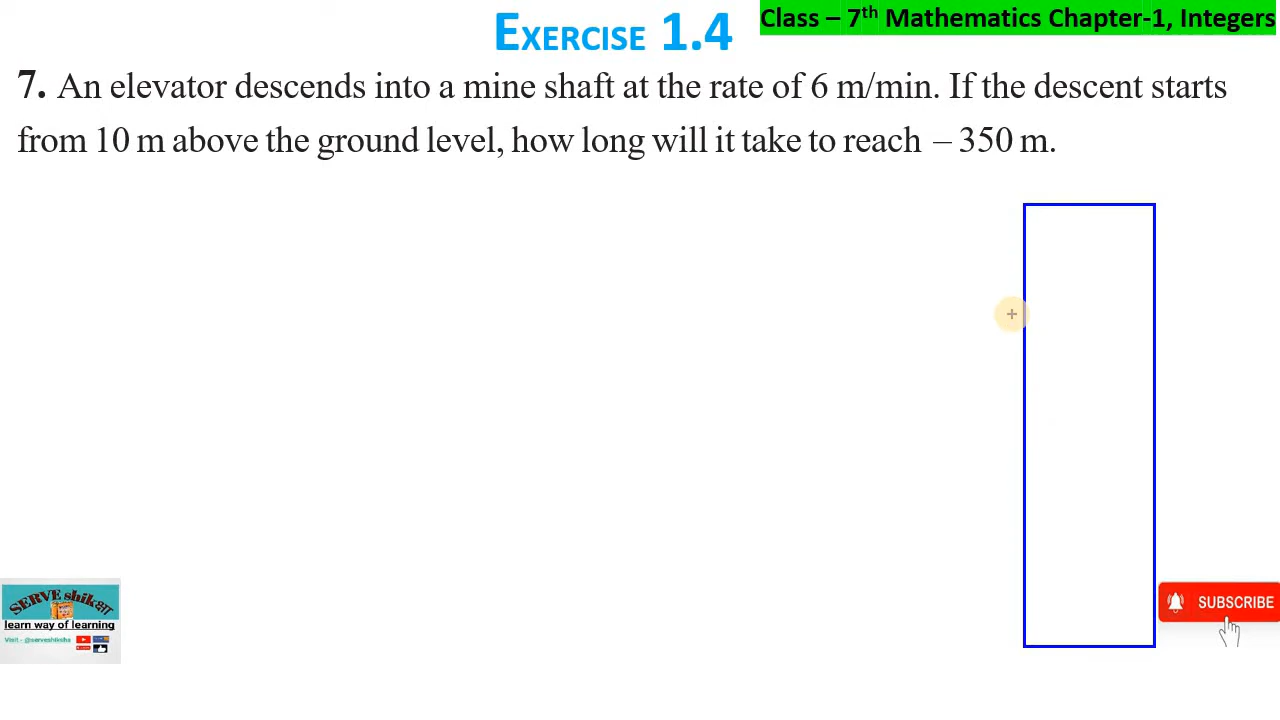 EXERCISE 1.4
Class – 7th Mathematics Chapter-1, Integers
7. An elevator descends into a mine shaft at the rate of 6 m/min. If the descent starts
from 10 m above the ground level, how long will it take to reach – 350 m.
learn way of learning
Visit - @serveshiksha
SUBSCRIBE